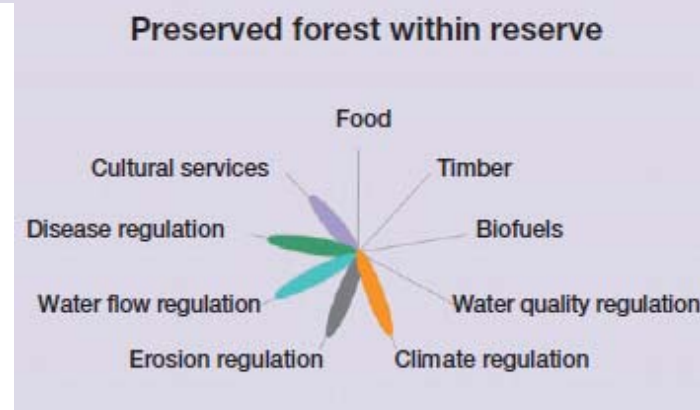 Preserved forest within reserve
Food
Cultural services
Timber
Disease regulation
Biofuels
Water flow regulation
Water quality regulation
Erosion regulation
Climate regulation